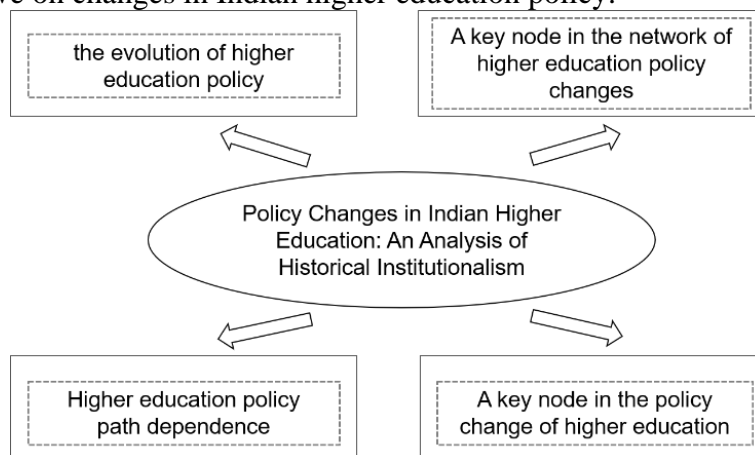 on changes in Indian higher education policy.
the evolution of higher
education policy
A key node in the network of
higher education policy
changes
Policy Changes in Indian Higher
Education: An Analysis of
Historical Institutionalism
Higher education policy
path dependence
A key node in the policy
change of higher education